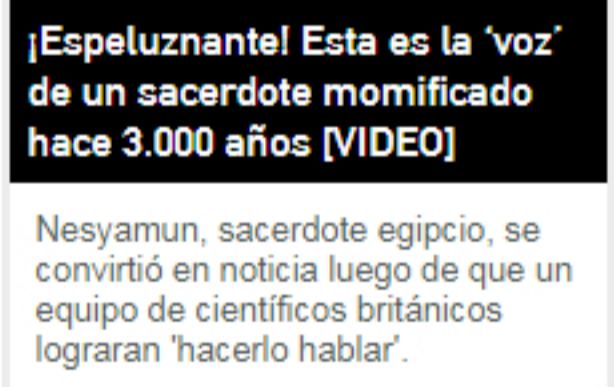 ¡Espeluznante! Esta es la ‘voz’
de un sacerdote momificado
hace 3.000 años [VIDEO]
Nesyamun, sacerdote egipcio, se
convirtió en noticia luego de que un
equipo de científicos británicos
lograran 'hacerlo hablar'.